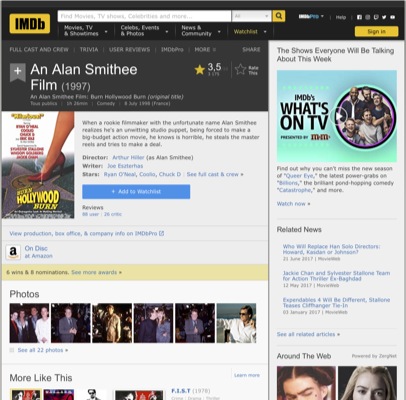 IMDb
Find Movies, TV shows, Celebrities and more...
All
IMDbPro
Help
Movies, TV & Showtimes
Celebs, Events & Photos
News & Community
Watchlist
Sign in
FULL CAST AND CREW | TRIVIA | USER REVIEWS | IMDbPro | MORE
SHARE
An Alan Smithee Film (1997)
An Alan Smithee Film: Burn Hollywood Burn (original title)
Tous publics | 1h 26min | Comedy | 8 July 1998 (France)
3,5
Rate This
When a rookie filmmaker with the unfortunate name Alan Smithee
realizes he's an unwitting studio puppet, being forced to make a
big-budget action movie, he knows is horrible, he steals the master
reels and tries to make a deal.
Director: Arthur Hiller (as Alan Smithee)
Writer: Joe Eszterhas
Stars: Ryan O'Neal, Coolio, Chuck D | See full cast & crew »
+ Add to Watchlist
Reviews
88 user | 26 critic
BURN
HOLLYWOOD
BURN
View production, box office, & company info on IMDbPro
a
On Disc
at Amazon
6 wins & 8 nominations. See more awards »
Photos
See all 22 photos »
More Like This
Learn more
F.I.S.T (1978)
Crime | Drama | Thriller
The Shows Everyone Will Be Talking
About This Week
IMDb's
WHAT'S
ON TV
PRESENTED BY m&m's
Find out why you can't miss the new season
of "Queer Eye," the latest power-grabs on
"Billions," the brilliant pond-hopping comedy
"Catastrophe," and more.
Watch now »
Related News
Who Will Replace Han Solo Directors:
Howard, Kasdan or Johnson?
21 June 2017 | MovieWeb
Jackie Chan and Sylvester Stallone Team
for Action Thriller Ex-Baghdad
12 May 2017 | MovieWeb
Expendables 4 Will Be Different, Stallone
Teases Cliffhanger Tie-In
03 January 2017 | MovieWeb
See all related articles »
Around The Web
Powered by ZergNet